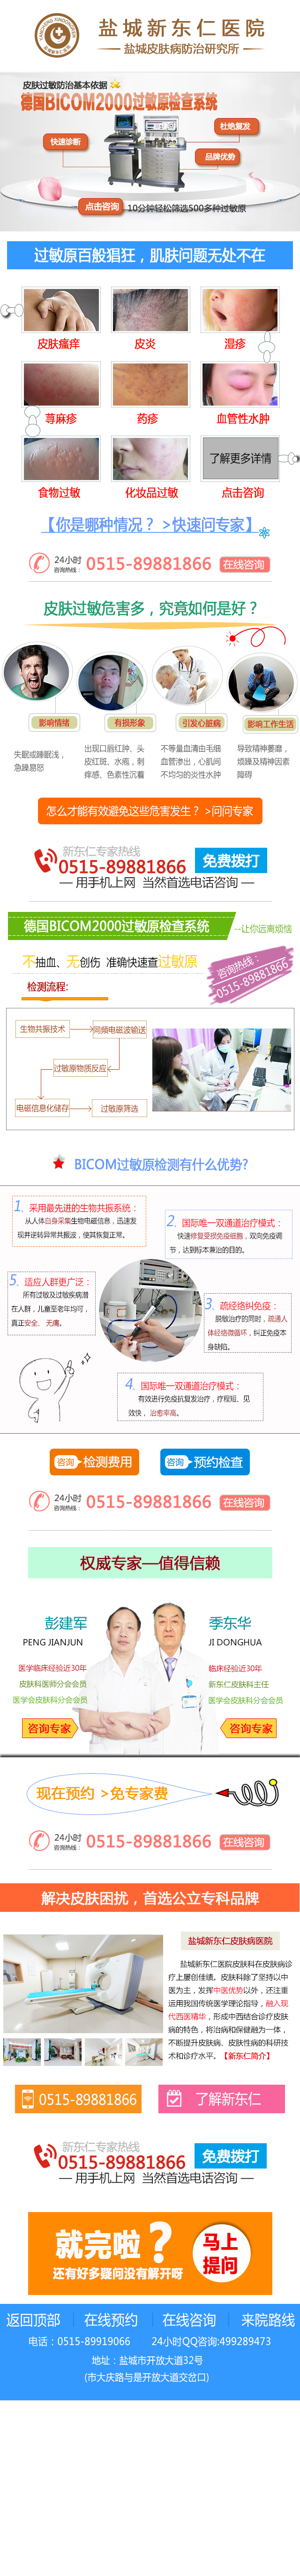 盐城新东仁医院
盐城皮肤病防治研究所
皮肤过敏防治基本依据
德国BICOM2000过敏原检查系统
杜绝复发
快速诊断
品牌优势
点击咨询 10分钟轻松筛选500多种过敏原
过敏原百般猖狂，肌肤问题无处不在
皮肤瘙痒 皮炎 湿疹
荨麻疹 药疹 血管性水肿
了解更多详情
食物过敏 化妆品过敏 点击咨询
【你是哪种情况？ >快速问专家】
24小时
咨询热线：
0515-89881866 在线咨询
皮肤过敏危害多，究竟如何是好？
影响情绪 有损形象 引发心脏病 影响工作生活
失眠或睡眠浅，
急躁易怒
出现口唇红肿、头
皮红斑、水疱，刺
痒感、色素性沉着
不等量血清由毛细
血管渗出，心肌间
不均匀的炎性水肿
导致精神萎靡，
烦躁及精神因素
障碍
怎么才能有效避免这些危害发生？ >问问专家
新东仁专家热线
0515-89881866 免费拨打
— 用手机上网 当然首选电话咨询 —
德国BICOM2000过敏原检查系统
--让你远离烦恼
不抽血、无创伤 准确快速查过敏原
咨询热线：
0515-89881866
检测流程:
生物共振技术 同频电磁波输送
过敏原物质反应
电磁信息化储存 过敏原筛选
BICOM过敏原检测有什么优势?
1、采用最先进的生物共振系统：
从人体自身采集生物电磁信息，迅速发
现并逆转异常共振波，使其恢复正常。
2、国际唯一双通道治疗模式：
快速修复受损免疫细胞，双向免疫调
节，达到标本兼治的目的。
5、适应人群更广泛：
所有过敏及过敏疾病潜
在人群，儿童至老年均可，
真正安全、无痛。
3、疏经络纠免疫：
脱敏治疗的同时，疏通人
体经络微循环，纠正免疫本
身缺陷。
4、国际唯一双通道治疗模式：
有效进行免疫抗复发治疗，疗程短、见
效快，治愈率高。
咨询 检测费用 咨询 预约检查
24小时
咨询热线：
0515-89881866 在线咨询
权威专家—值得信赖
彭建军
PENG JIANJUN
医学临床经验近30年
皮肤科医师分会会员
医学会皮肤科分会会员
咨询专家
季东华
JI DONGHUA
临床经验近30年
新东仁皮肤科主任
医学会皮肤科分会会员
咨询专家
现在预约 >免专家费
24小时
咨询热线：
0515-89881866 在线咨询
解决皮肤困扰，首选公立专科品牌
盐城新东仁皮肤病医院
盐城新东仁医院皮肤科在皮肤病诊
疗上屡创佳绩。皮肤科除了坚持以中
医为主，发挥中医优势以外，还注重
运用我国传统医学理论指导，融入现
代西医精华，形成中西结合诊疗皮肤
病的特色，将治病和保健融为一体，
不断提升皮肤病、皮肤性病的科研技
术和诊疗水平。【新东仁简介】
0515-89881866 了解新东仁
新东仁专家热线
0515-89881866 免费拨打
— 用手机上网 当然首选电话咨询 —
就完啦？
还有好多疑问没有解开呀
马上
提问
返回顶部 在线预约 在线咨询 来院路线
电话：0515-89919066 24小时QQ咨询:499289473
地址：盐城市开放大道32号
(市大庆路与是开放大道交岔口)